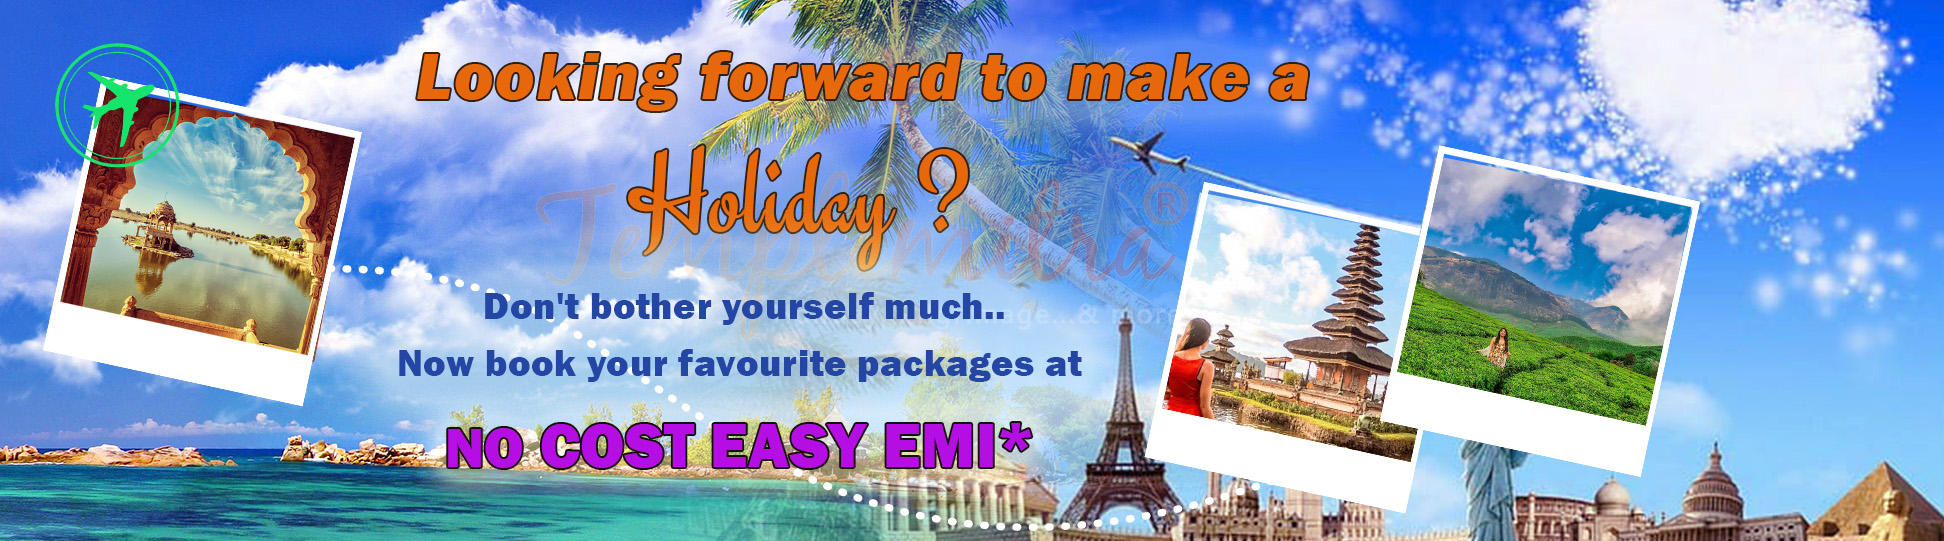 Looking forward to make a
Holiday ?
Don't bother yourself much..
Now book your favourite packages at
NO COST EASY EMI*